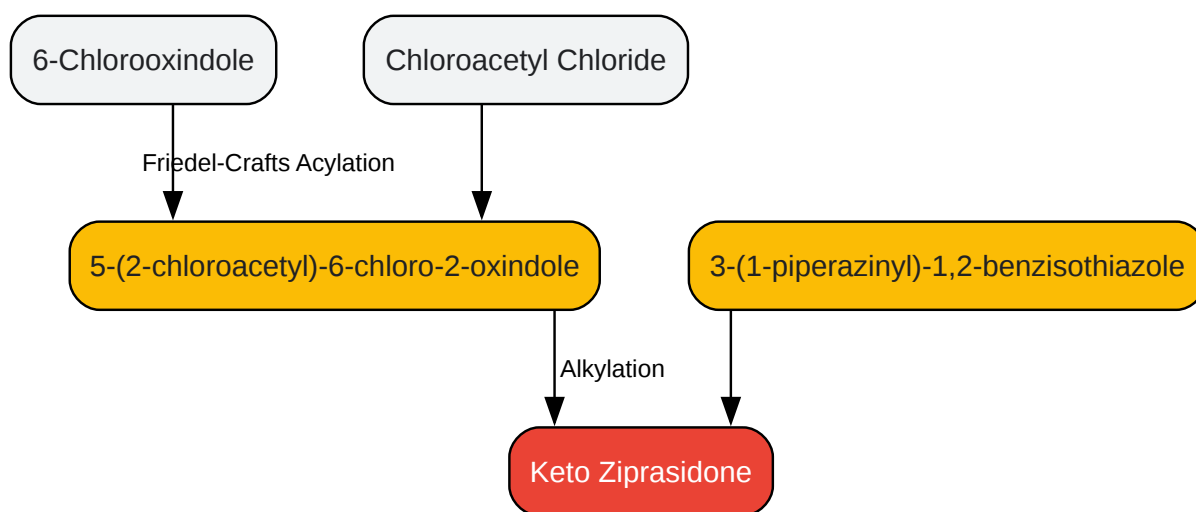 6-Chlorooxindole
Chloroacetyl Chloride
Friedel-Crafts Acylation
5-(2-chloroacetyl)-6-chloro-2-oxindole
3-(1-piperazinyl)-1,2-benzisothiazole
Alkylation
Keto Ziprasidone